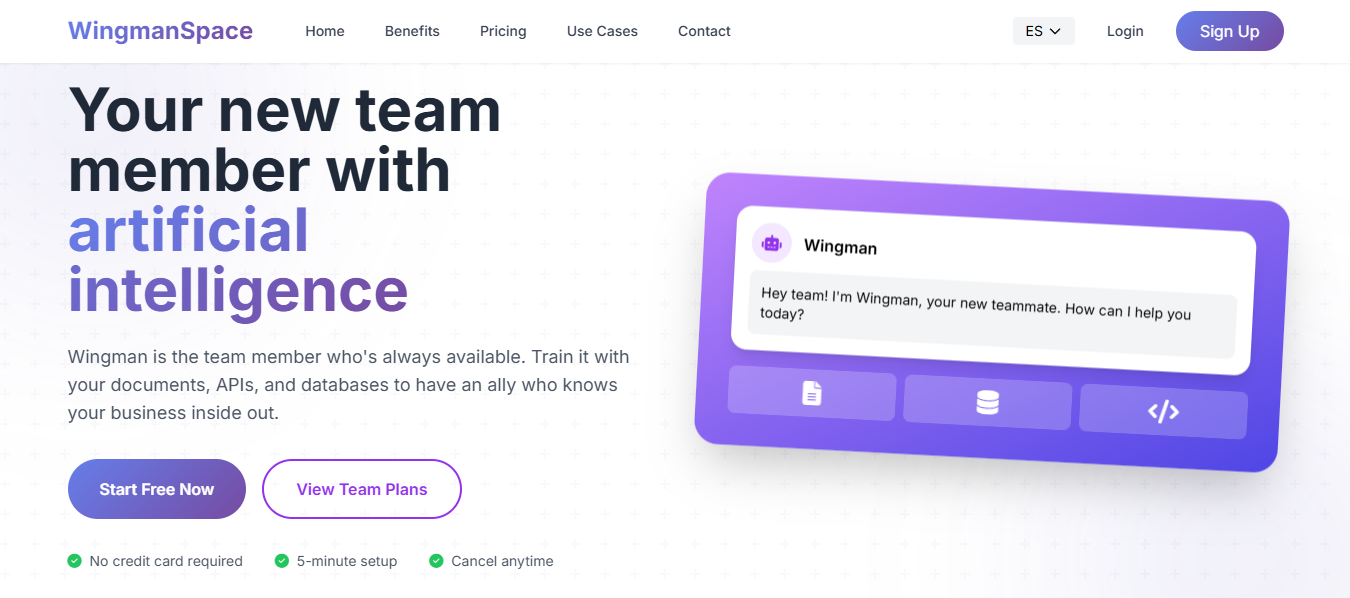 WingmanSpace
Home
Benefits
Pricing
Use Cases
Contact
ES
Login
Sign Up
Your new team
member with
artificial
intelligence
Wingman is the team member who's always available. Train it with
your documents, APIs, and databases to have an ally who knows
your business inside out.
Start Free Now
View Team Plans
No credit card required
5-minute setup
Cancel anytime
Wingman
Hey team! I'm Wingman, your new teammate. How can I help you
today?